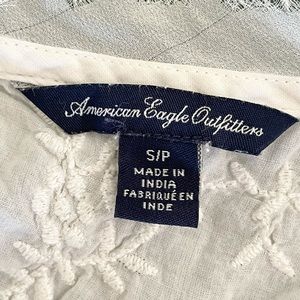 American Eagle Outfitters
S/P
MADE IN
INDIA
FABRIQUÉ EN
INDE